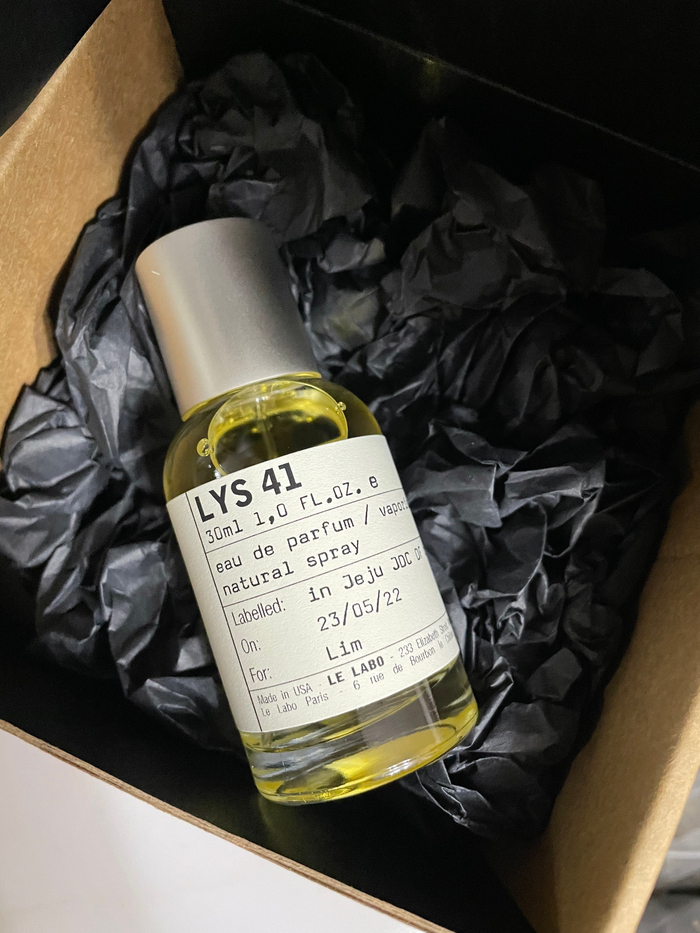 LYS 41
30ml 1,0 FL.OZ. e
eau de parfum /
natural spray
Labelled: in Jeju JDC
On: 23/05/22
For: Lim
Made in USA . LE LABO - 233 Elizabeth
Le Labo Paris - 6 rue de Bourbon le